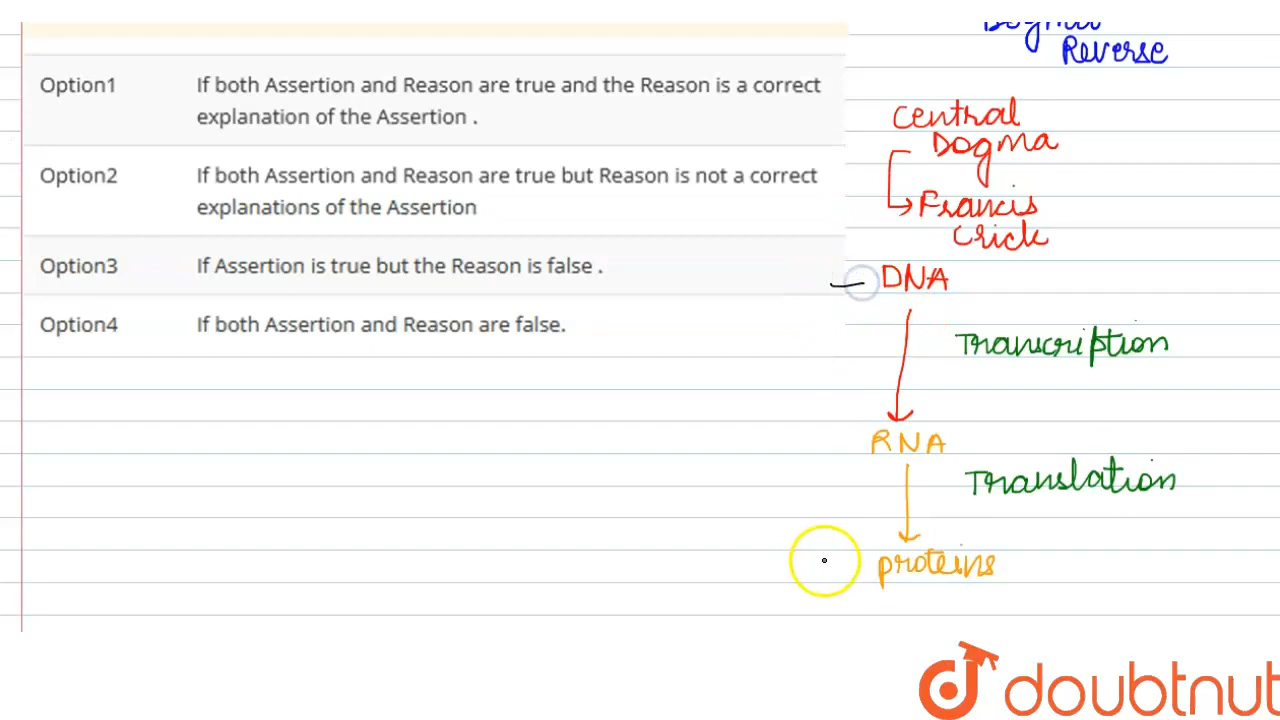 Dogma
Reverse
Option1 If both Assertion and Reason are true and the Reason is a correct
explanation of the Assertion .
Option2 If both Assertion and Reason are true but Reason is not a correct
explanations of the Assertion
Option3 If Assertion is true but the Reason is false .
Option4 If both Assertion and Reason are false.
Central
Dogma
Francis
Crick
DNA
Transcription
RNA
Translation
proteins
doubtnut